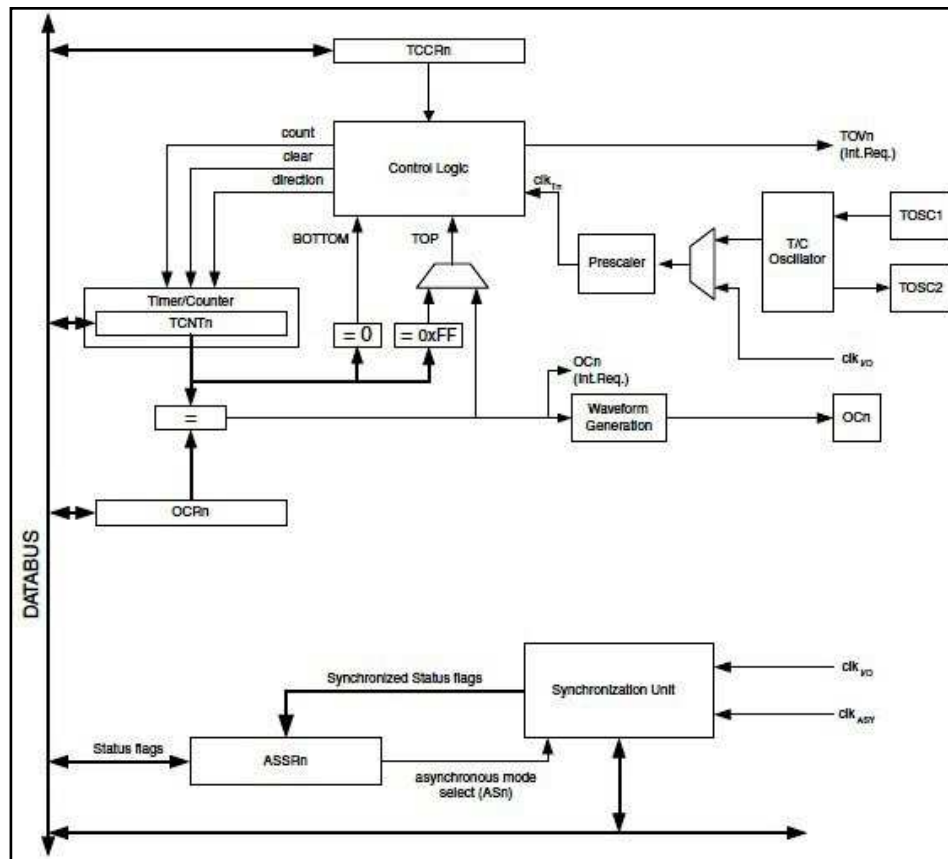 TCCRn
count
clear
direction
Control Logic
TOVn
(Int.Req.)
clkTn
BOTTOM
TOP
Prescaler
T/C
Oscillator
TOSC1
TOSC2
Timer/Counter
TCNTn
= 0
= 0xFF
clkI/O
OCn
(Int.Req.)
=
Waveform
Generation
OCn
OCRn
DATABUS
Synchronized Status flags
Synchronization Unit
clkI/O
clkASY
Status flags
ASSRn
asynchronous mode
select (ASn)